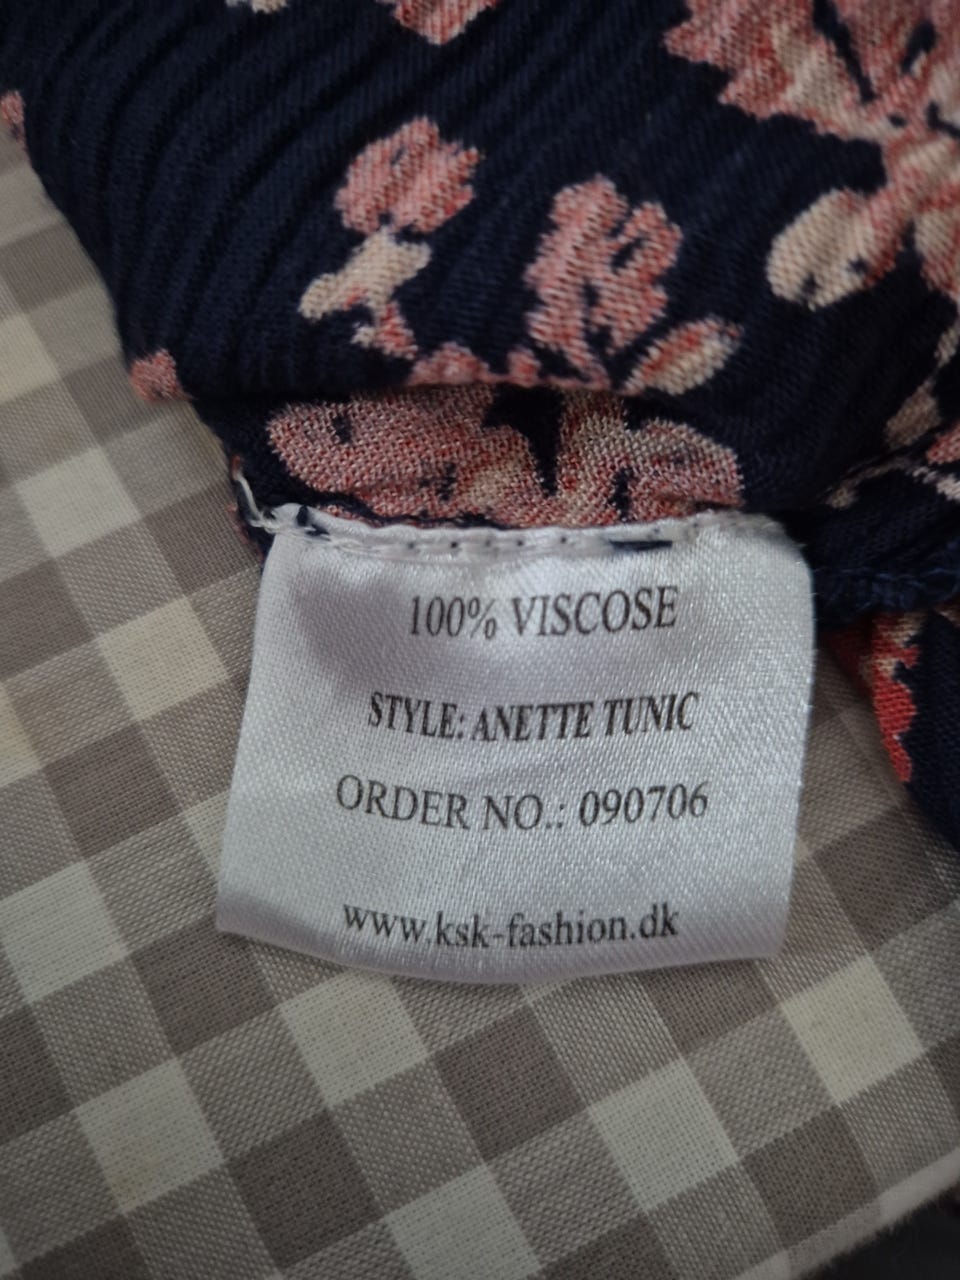 100% VISCOSE
STYLE: ANETTE TUNIC
ORDER NO.: 090706
www.ksk-fashion.dk